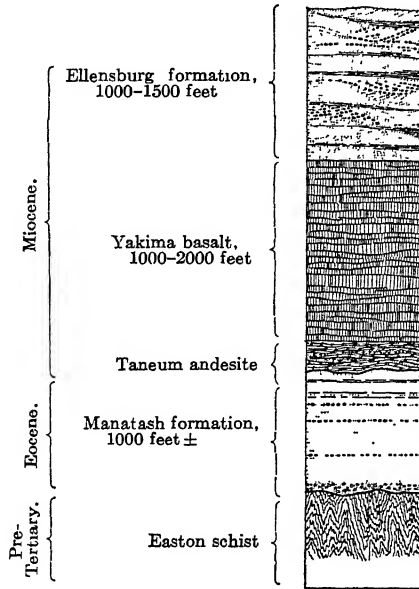 Miocene.
Ellensburg formation,
1000-1500 feet
Yakima basalt,
1000-2000 feet
Taneum andesite
Eocene.
Manatash formation,
1000 feet ±
Pre-
Tertiary.
Easton schist